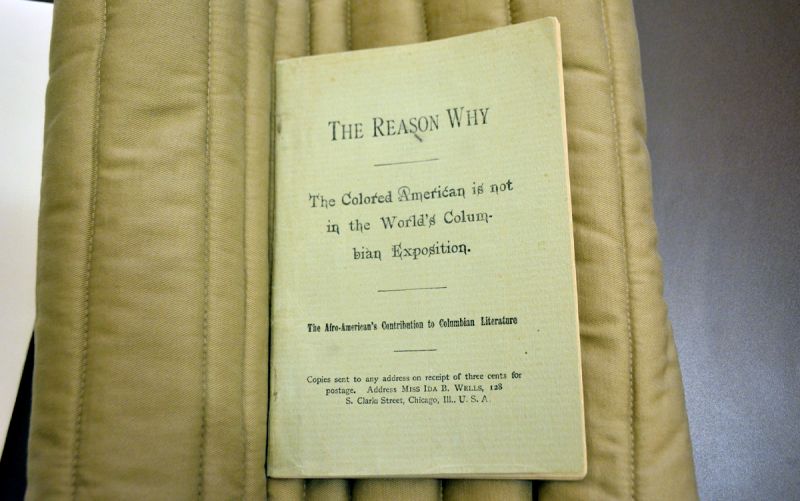 THE REASON WHY
The Colored American is not
in the World's Colum-
bian Exposition.
The Afro-American's Contribution to Columbian Literature
Copies sent to any address on receipt of three cents for
postage. Address MISS IDA B. WELLS, 128
S. Clark Street, Chicago, Ill., U. S. A